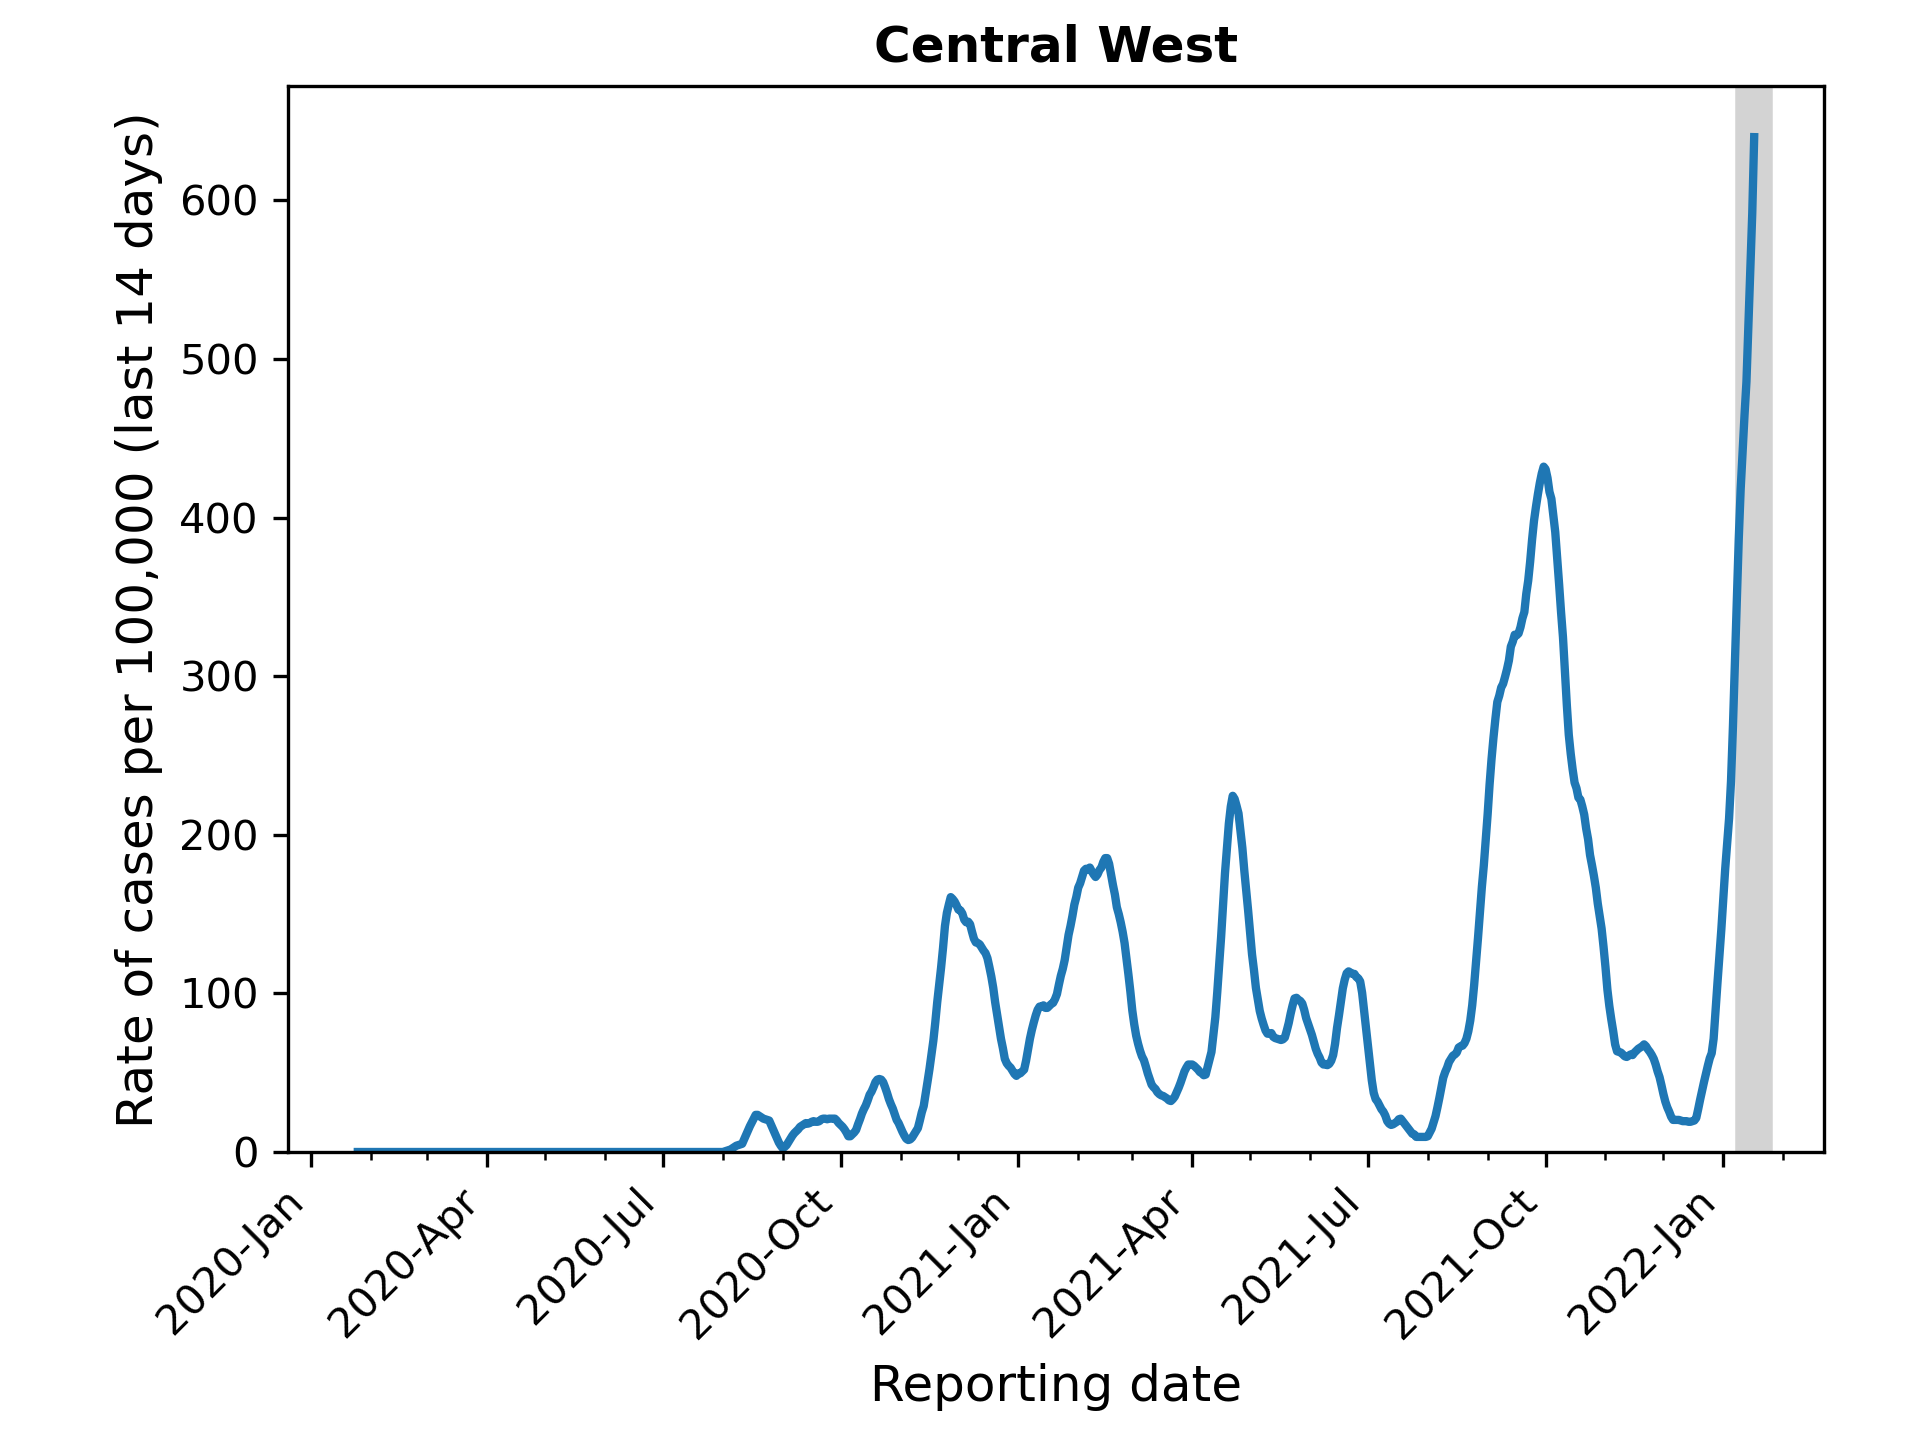 Central West
Rate of cases per 100,000 (last 14 days)
600
500
400
300
200
100
0
2020-Jan
2020-Apr
2020-Jul
2020-Oct
2021-Jan
2021-Apr
2021-Jul
2021-Oct
2022-Jan
Reporting date